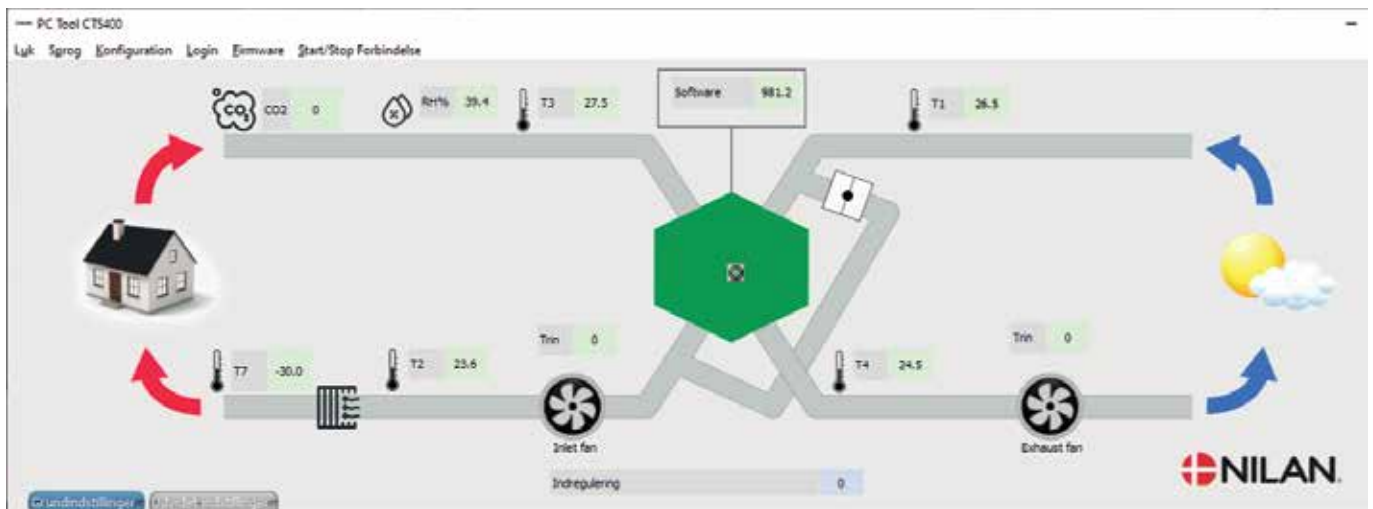 PC Tool CTS400
Lyk Sprog Konfiguration Login Firmware Start/Stop Forbindelse
CO2 CO2 0 RH% 39.4 T3 27.5 Software 981.2 T1 26.5
Trin 0 Trin 0
T7 -30.0 T2 23.6 T4 24.5
Inlet fan Exhaust fan
NILAN
Indregulering 0
Grundindstillinger